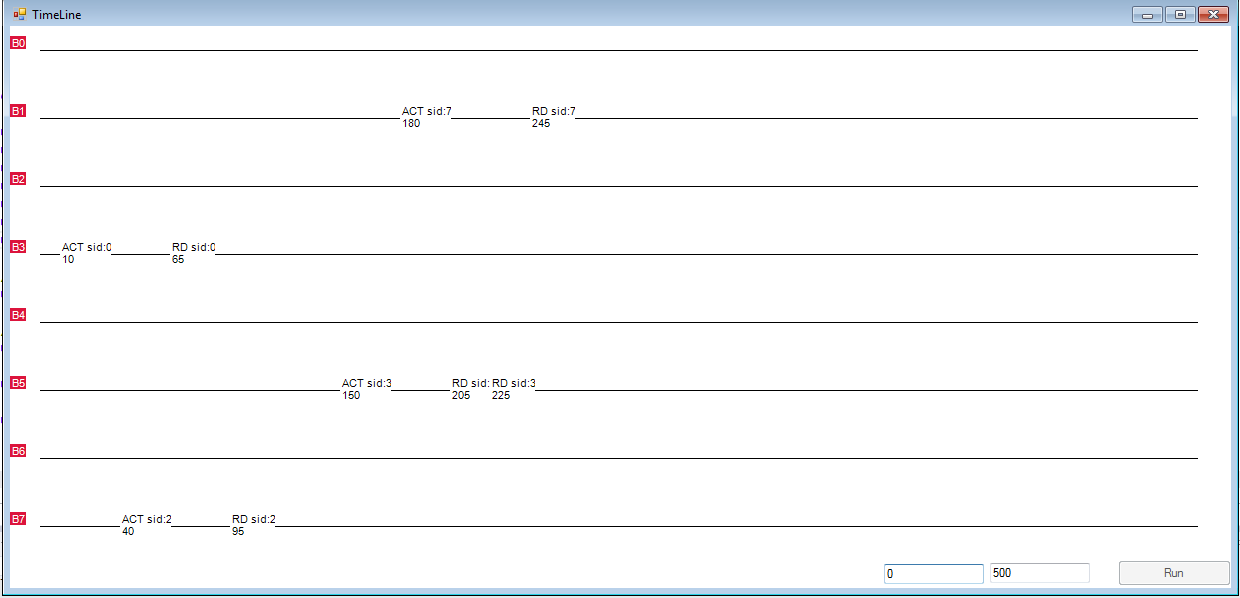 TimeLine
B0
B1
ACT sid:7 RD sid:7
180 245
B2
B3
ACT sid:0 RD sid:0
10 65
B4
B5
ACT sid:3 RD sid: RD sid:3
150 205 225
B6
B7
ACT sid:2 RD sid:2
40 95
0 500 Run